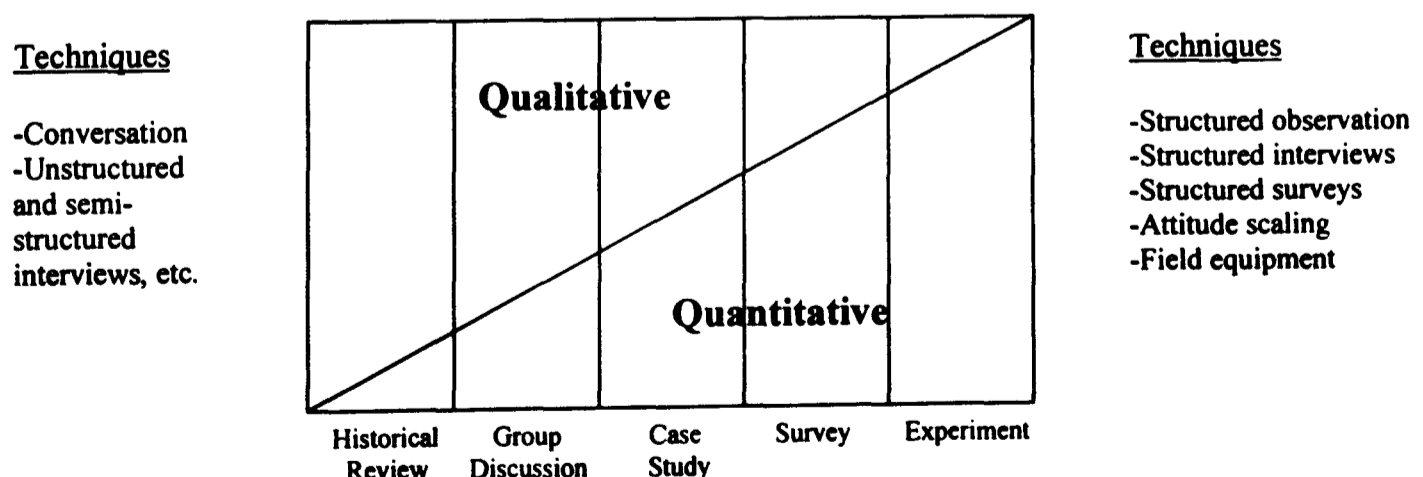 Techniques
-Conversation
-Unstructured
and semi-
structured
interviews, etc.
Qualitative
Quantitative
Techniques
-Structured observation
-Structured interviews
-Structured surveys
-Attitude scaling
-Field equipment
Historical
Review
Group
Discussion
Case
Study
Survey
Experiment